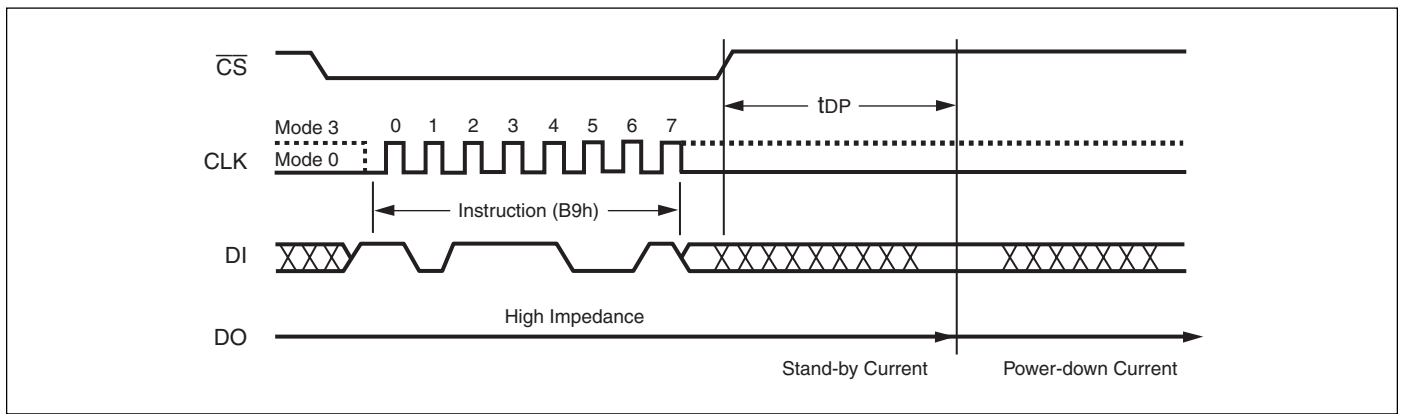 CS
tDP
Mode 3
0 1 2 3 4 5 6 7
CLK
Mode 0
Instruction (B9h)
DI
High Impedance
DO
Stand-by Current
Power-down Current